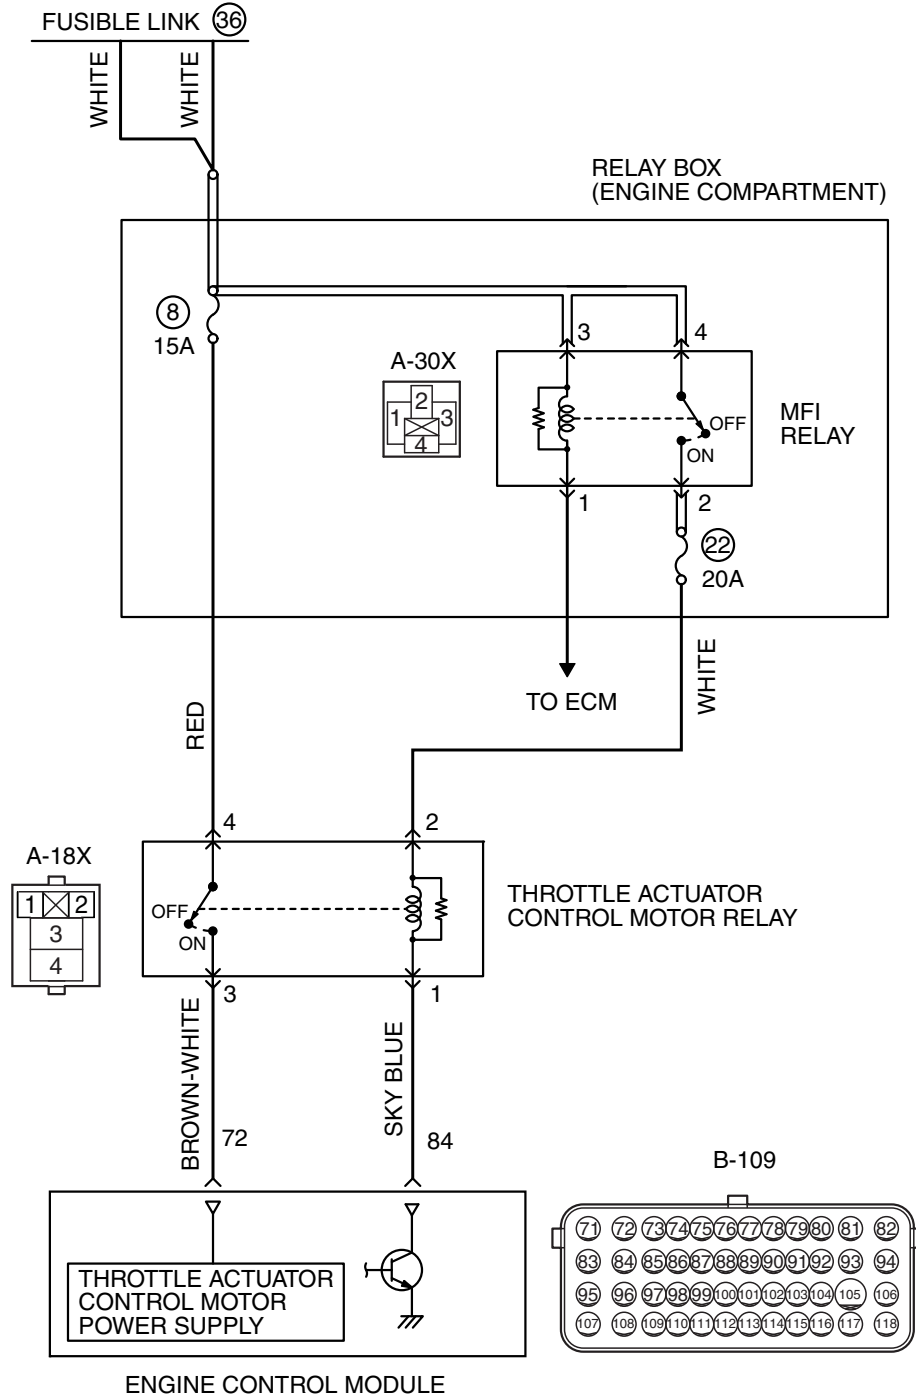 FUSIBLE LINK 36
WHITE
WHITE
RELAY BOX
(ENGINE COMPARTMENT)
8
15A
3
4
A-30X
2
1
3
4
OFF
ON
MFI
RELAY
1
2
22
20A
TO ECM
WHITE
RED
4
2
A-18X
1
2
3
4
OFF
ON
THROTTLE ACTUATOR
CONTROL MOTOR RELAY
3
1
BROWN-WHITE
SKY BLUE
72
84
B-109
71 72 73 74 75 76 77 78 79 80 81 82
83 84 85 86 87 88 89 90 91 92 93 94
95 96 97 98 99 100 101 102 103 104 105 106
107 108 109 110 111 112 113 114 115 116 117 118
THROTTLE ACTUATOR
CONTROL MOTOR
POWER SUPPLY
ENGINE CONTROL MODULE